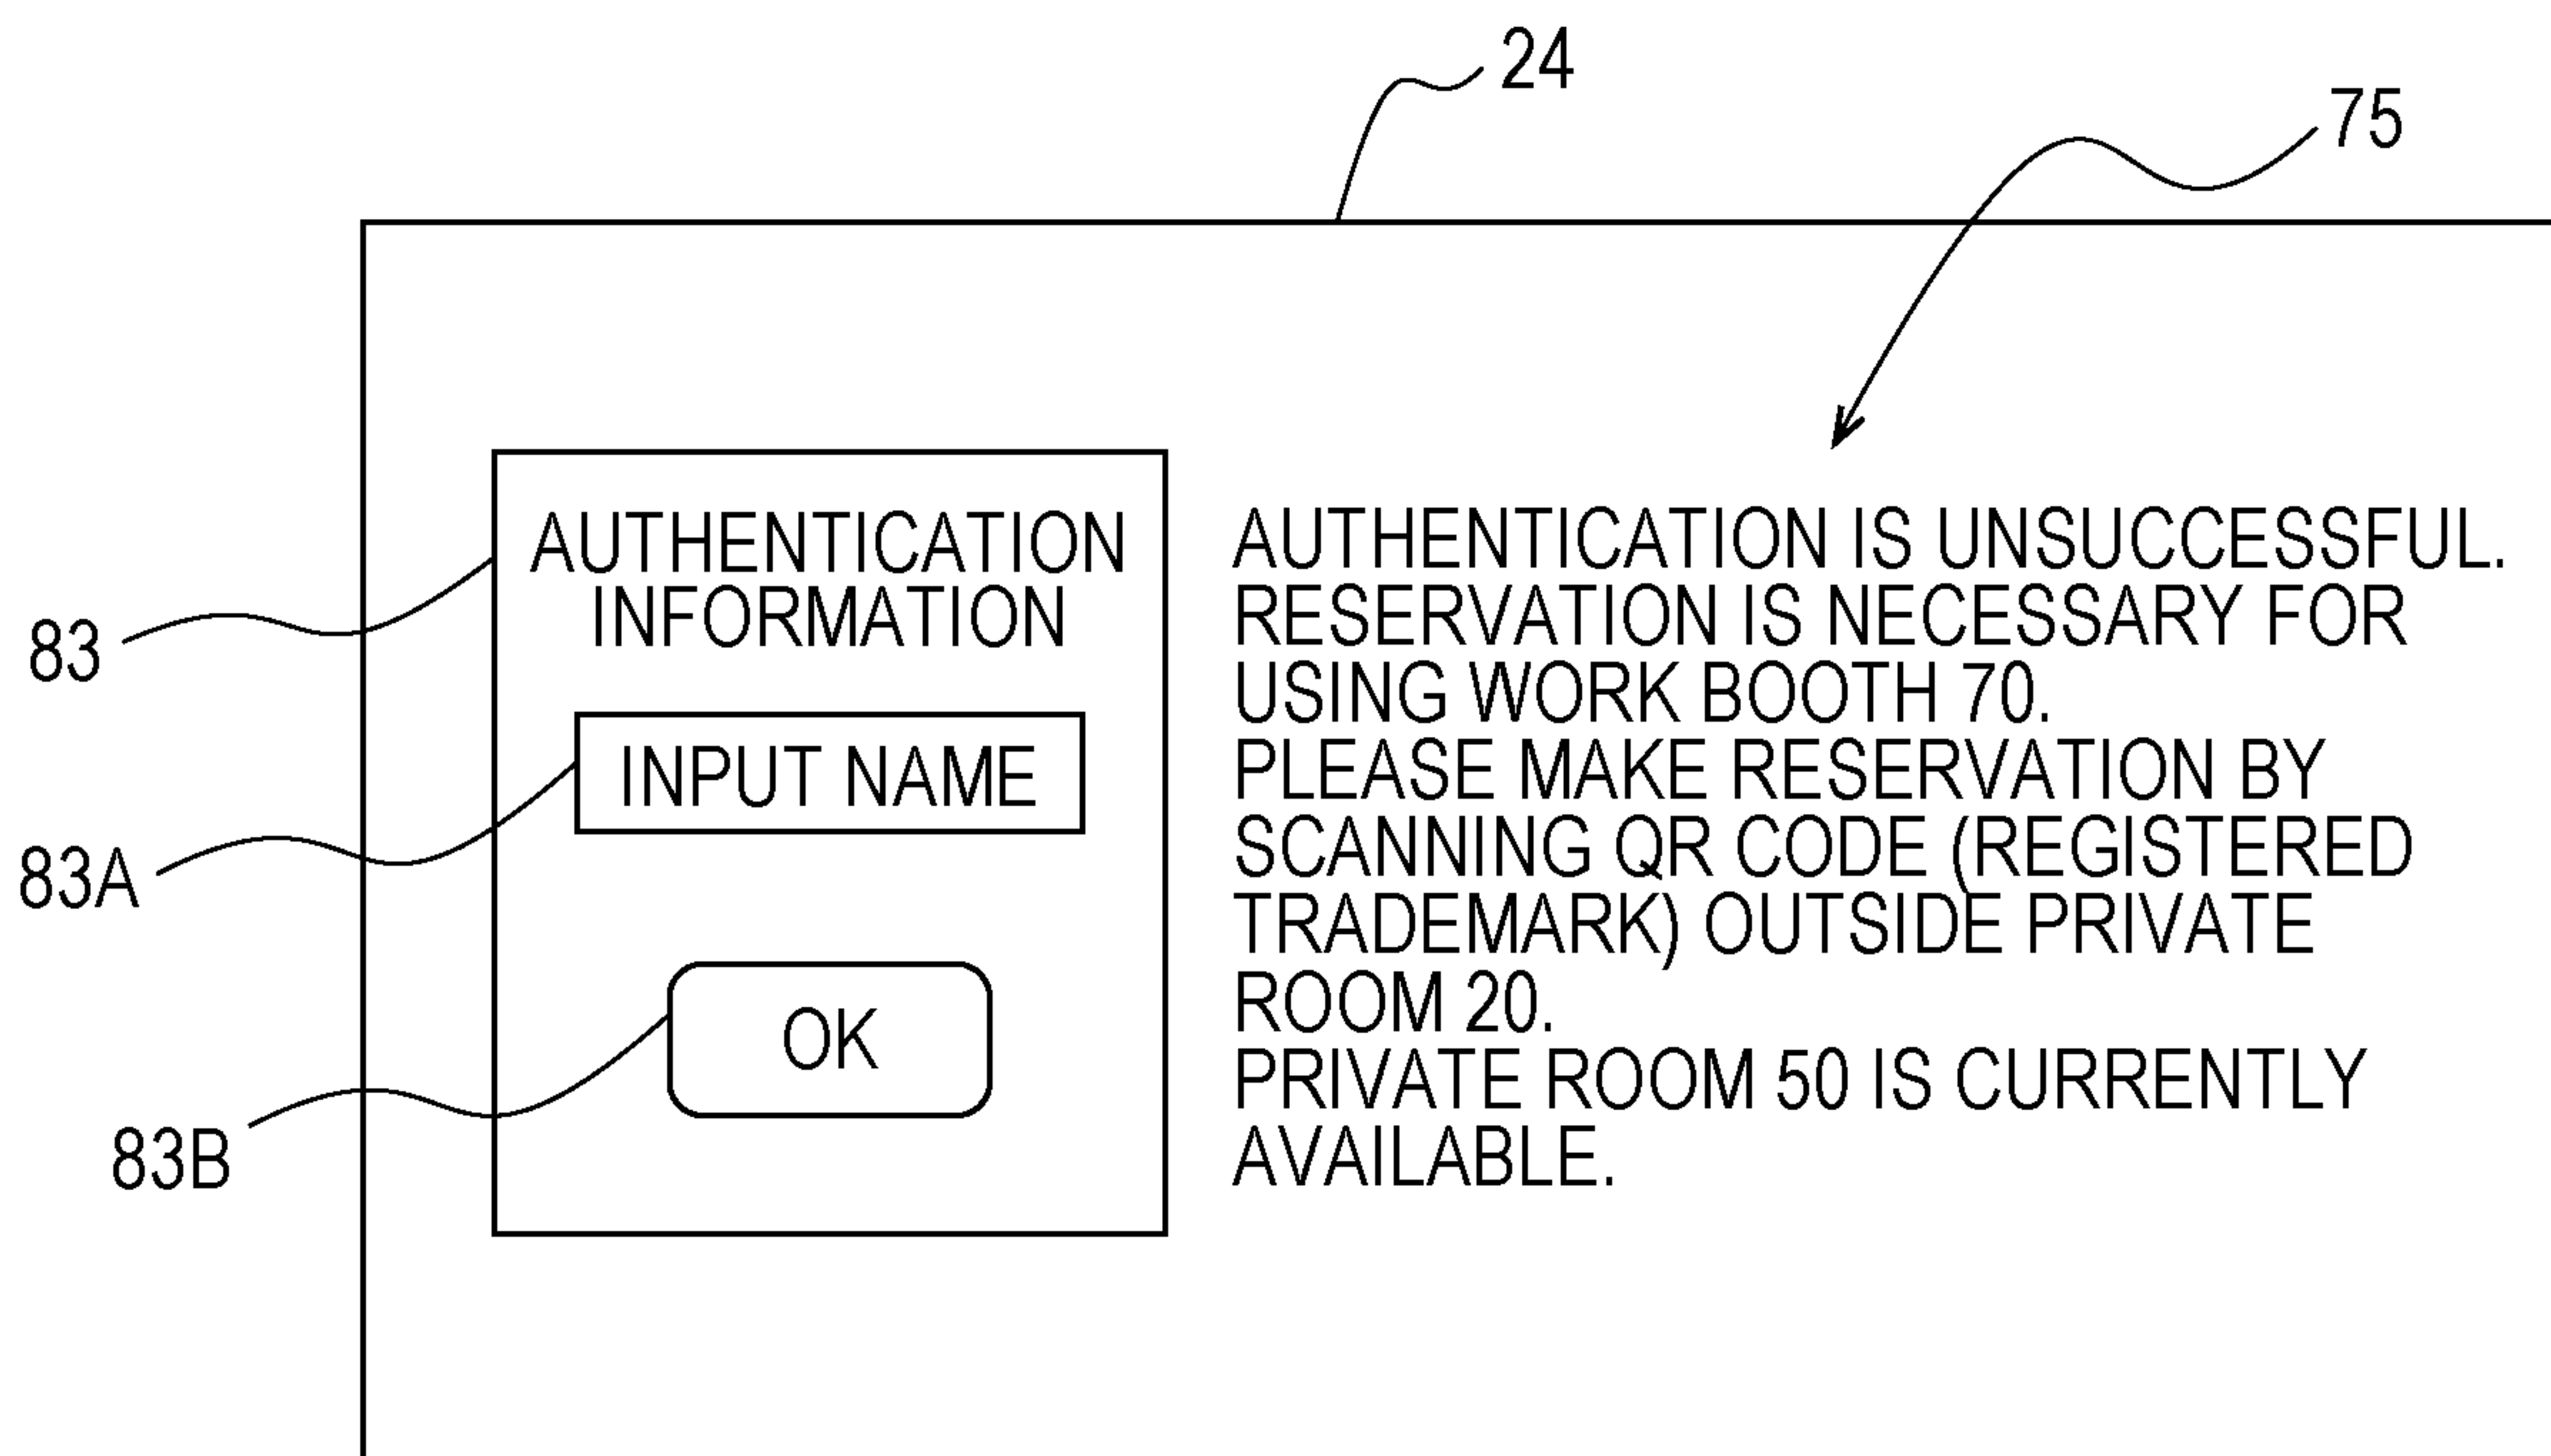 24
75
AUTHENTICATION
INFORMATION
83
INPUT NAME
83A
OK
83B
AUTHENTICATION IS UNSUCCESSFUL.
RESERVATION IS NECESSARY FOR
USING WORK BOOTH 70.
PLEASE MAKE RESERVATION BY
SCANNING QR CODE (REGISTERED
TRADEMARK) OUTSIDE PRIVATE
ROOM 20.
PRIVATE ROOM 50 IS CURRENTLY
AVAILABLE.